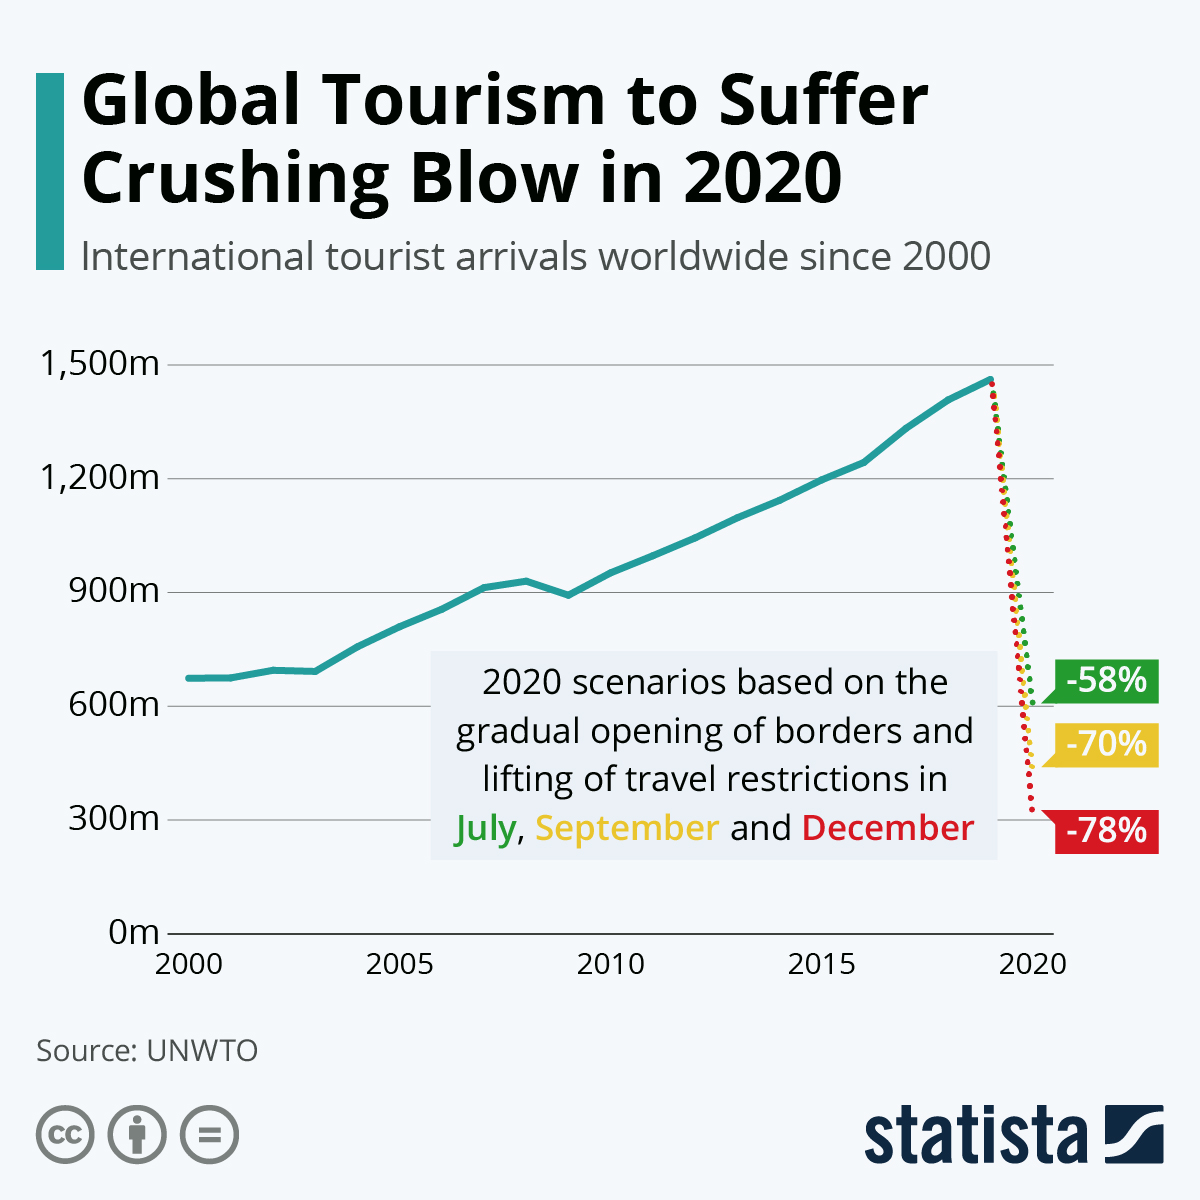 Global Tourism to Suffer
Crushing Blow in 2020
International tourist arrivals worldwide since 2000
1,500m
1,200m
900m
600m
300m
0m
2000 2005 2010 2015 2020
2020 scenarios based on the
gradual opening of borders and
lifting of travel restrictions in
July, September and December
-58%
-70%
-78%
Source: UNWTO
cc
statista